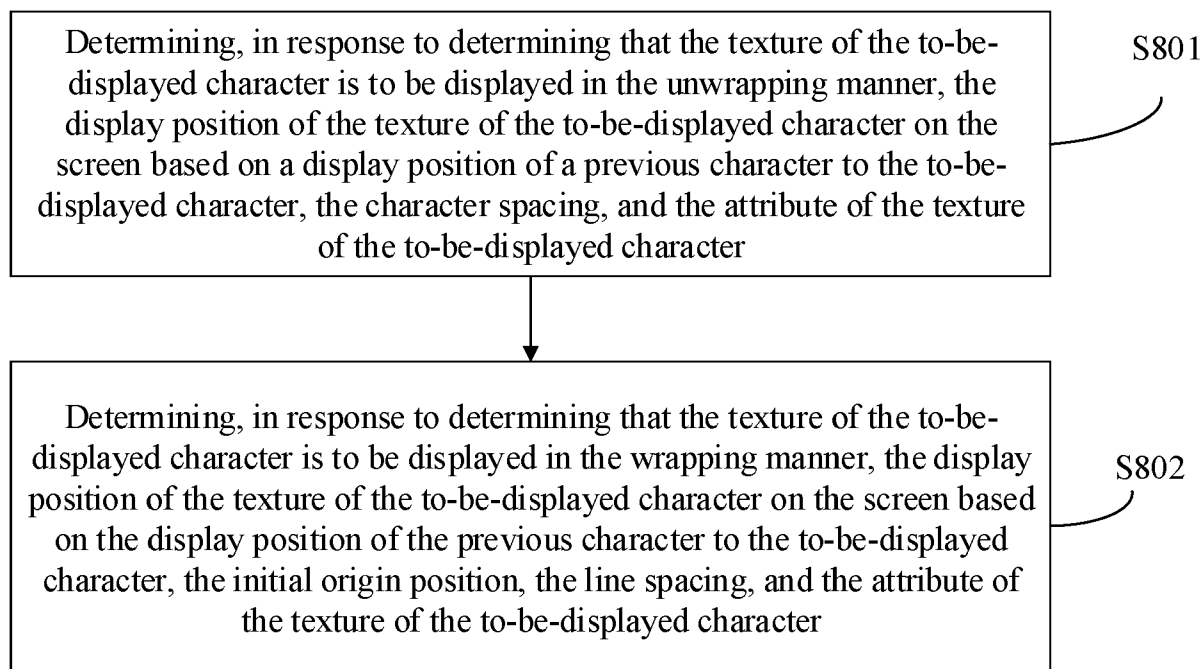 Determining, in response to determining that the texture of the to-be-
displayed character is to be displayed in the unwrapping manner, the
display position of the texture of the to-be-displayed character on the
screen based on a display position of a previous character to the to-be-
displayed character, the character spacing, and the attribute of the texture
of the to-be-displayed character
S801
Determining, in response to determining that the texture of the to-be-
displayed character is to be displayed in the wrapping manner, the display
position of the texture of the to-be-displayed character on the screen based
on the display position of the previous character to the to-be-displayed
character, the initial origin position, the line spacing, and the attribute of
the texture of the to-be-displayed character
S802